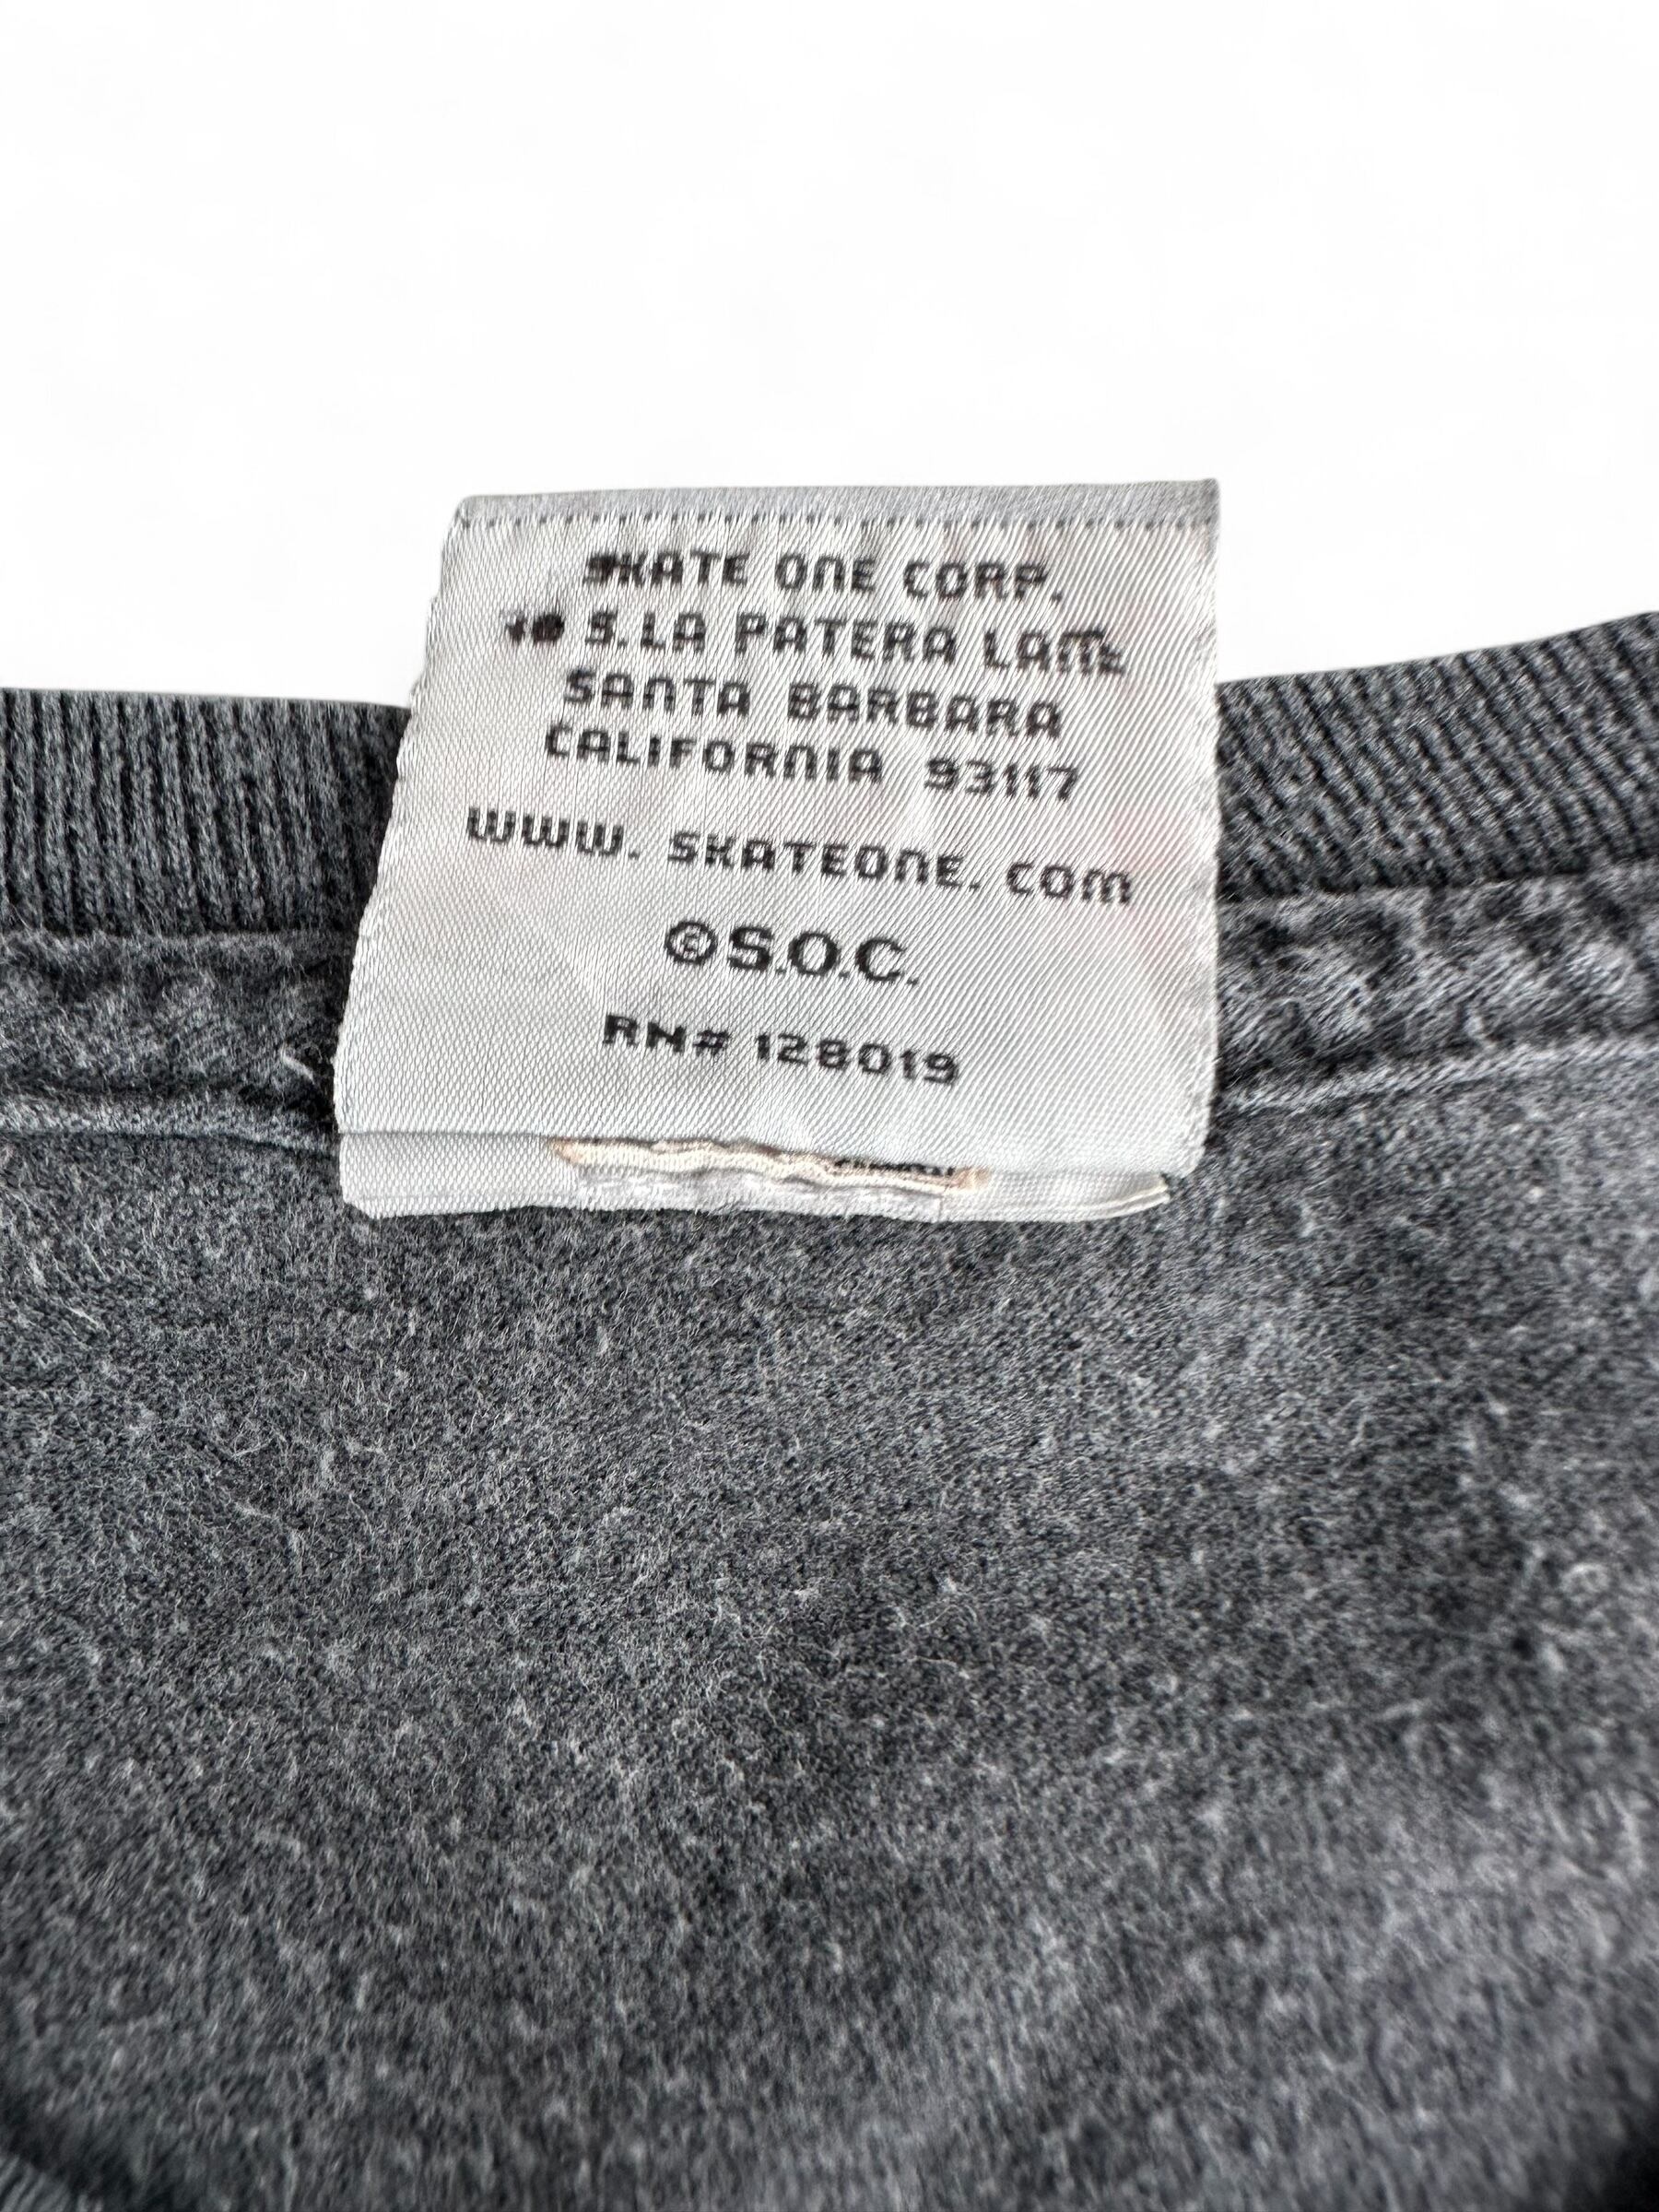 SKATE ONE CORP.
S. LA PATERA LANE
SANTA BARBARA
CALIFORNIA 93117
WWW. SKATEONE. COM
©S.O.C.
RN# 128019